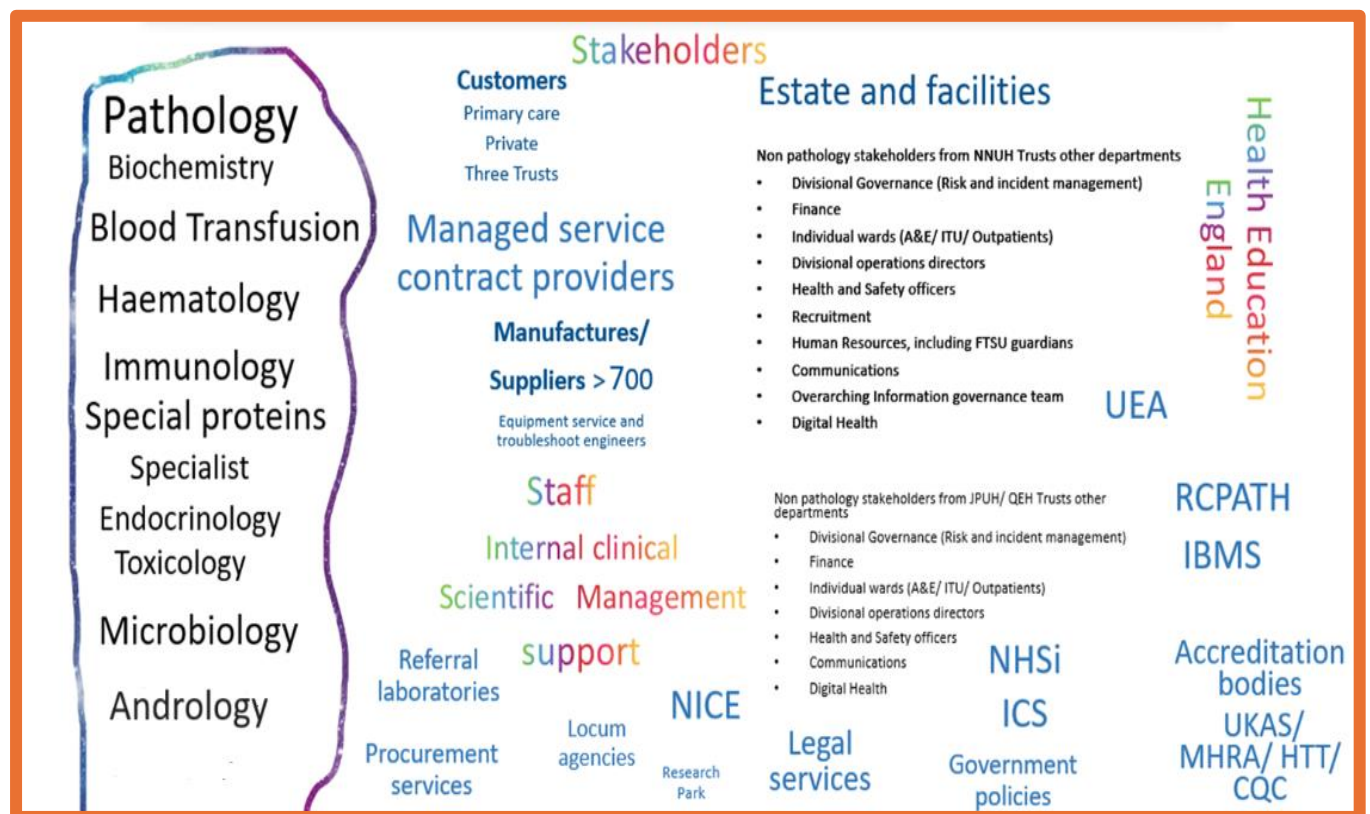 Stakeholders
Pathology
Biochemistry
Blood Transfusion
Haematology
Immunology
Special proteins
Specialist
Endocrinology
Toxicology
Microbiology
Andrology
Customers
Primary care
Private
Three Trusts
Managed service
contract providers
Manufactures/
Suppliers >700
Equipment service and
troubleshoot engineers
Staff
Internal clinical
Scientific Management
support
Referral
laboratories
Procurement
services
Locum
agencies
NICE
Research
Park
Estate and facilities
Non pathology stakeholders from NNUH Trusts other departments
• Divisional Governance (Risk and incident management)
• Finance
• Individual wards (A&E/ ITU/ Outpatients)
• Divisional operations directors
• Health and Safety officers
• Recruitment
• Human Resources, including FTSU guardians
• Communications
• Overarching Information governance team
• Digital Health
Non pathology stakeholders from JPUH/ QEH Trusts other
departments
• Divisional Governance (Risk and incident management)
• Finance
• Individual wards (A&E/ ITU/ Outpatients)
• Divisional operations directors
• Health and Safety officers
• Communications
• Digital Health
Legal
services
NHSi
ICS
Government
policies
Health Education
England
UEA
RCPATH
IBMS
Accreditation
bodies
UKAS/
MHRA/ HTT/
CQC